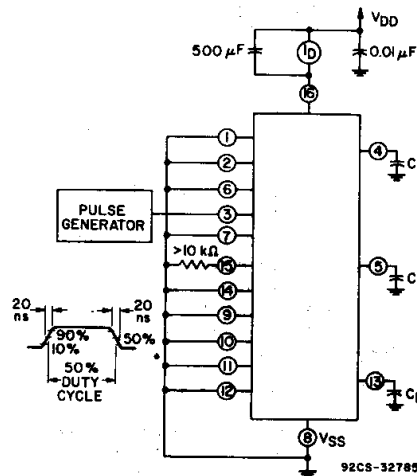 VDD
500 µF
ID
0.01 µF
16
1
2
6
3
7
>10 kΩ
15
14
9
10
11
12
4
C
5
C
13
CL
PULSE
GENERATOR
20
ns
20
ns
90%
10%
50%
50%
DUTY
CYCLE
8
VSS
92CS-32789